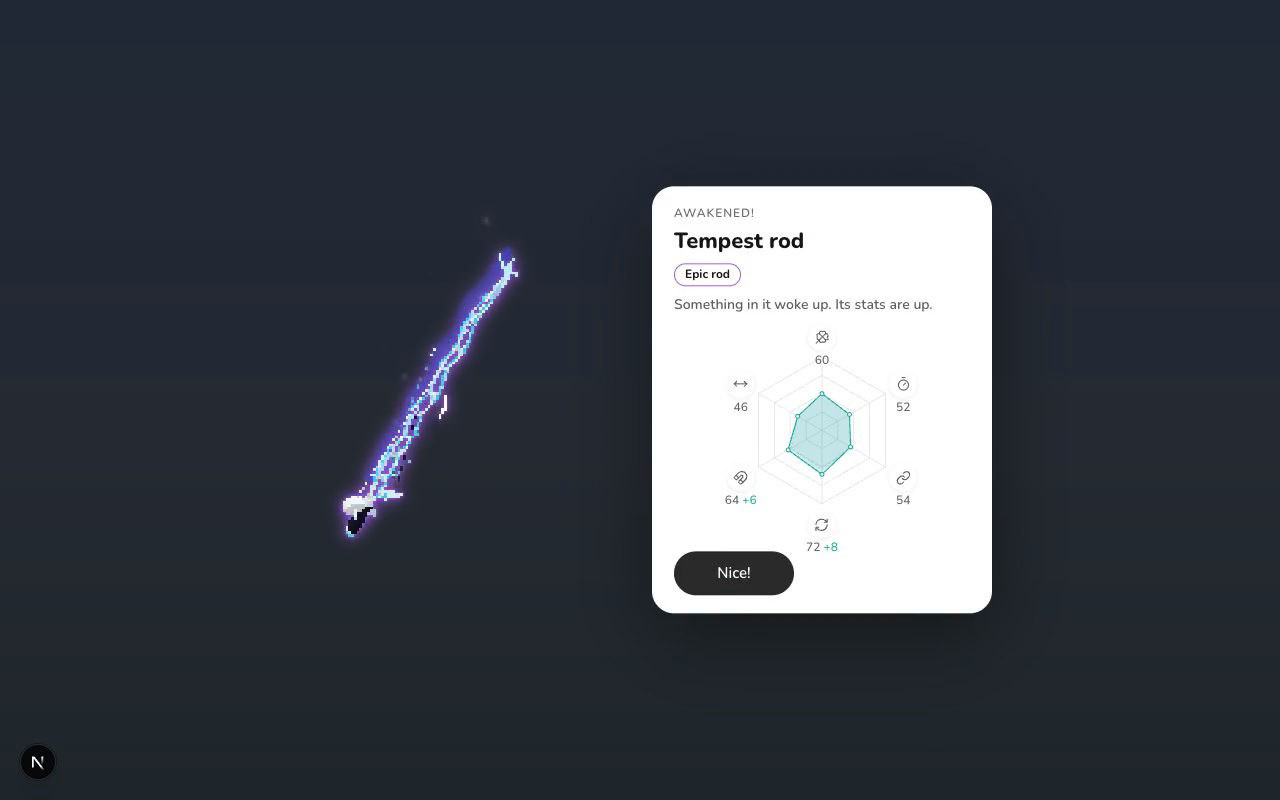 AWAKENED!
Tempest rod
Epic rod
Something in it woke up. Its stats are up.
60
46
52
64 +6
54
72 +8
Nice!
N